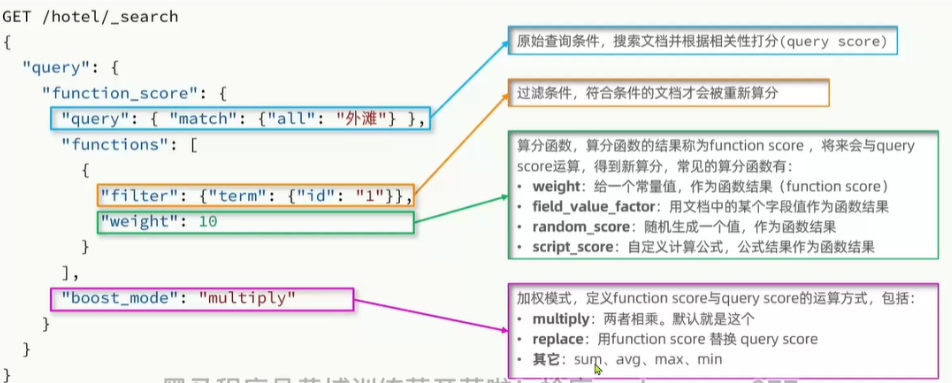 GET /hotel/_search
{
"query": {
"function_score": {
"query": { "match": {"all": "外滩"} },
"functions": [
{
"filter": {"term": {"id": "1"}},
"weight": 10
}
],
"boost_mode": "multiply"
}
}
}
原始查询条件，搜索文档并根据相关性打分(query score)
过滤条件，符合条件的文档才会被重新算分
算分函数，算分函数的结果称为function score ，将来会与query
score运算，得到新算分，常见的算分函数有：
• weight：给一个常量值，作为函数结果（function score）
• field_value_factor：用文档中的某个字段值作为函数结果
• random_score：随机生成一个值，作为函数结果
• script_score：自定义计算公式，公式结果作为函数结果
加权模式，定义function score与query score的运算方式，包括：
• multiply：两者相乘。默认就是这个
• replace：用function score 替换 query score
• 其它：sum、avg、max、min